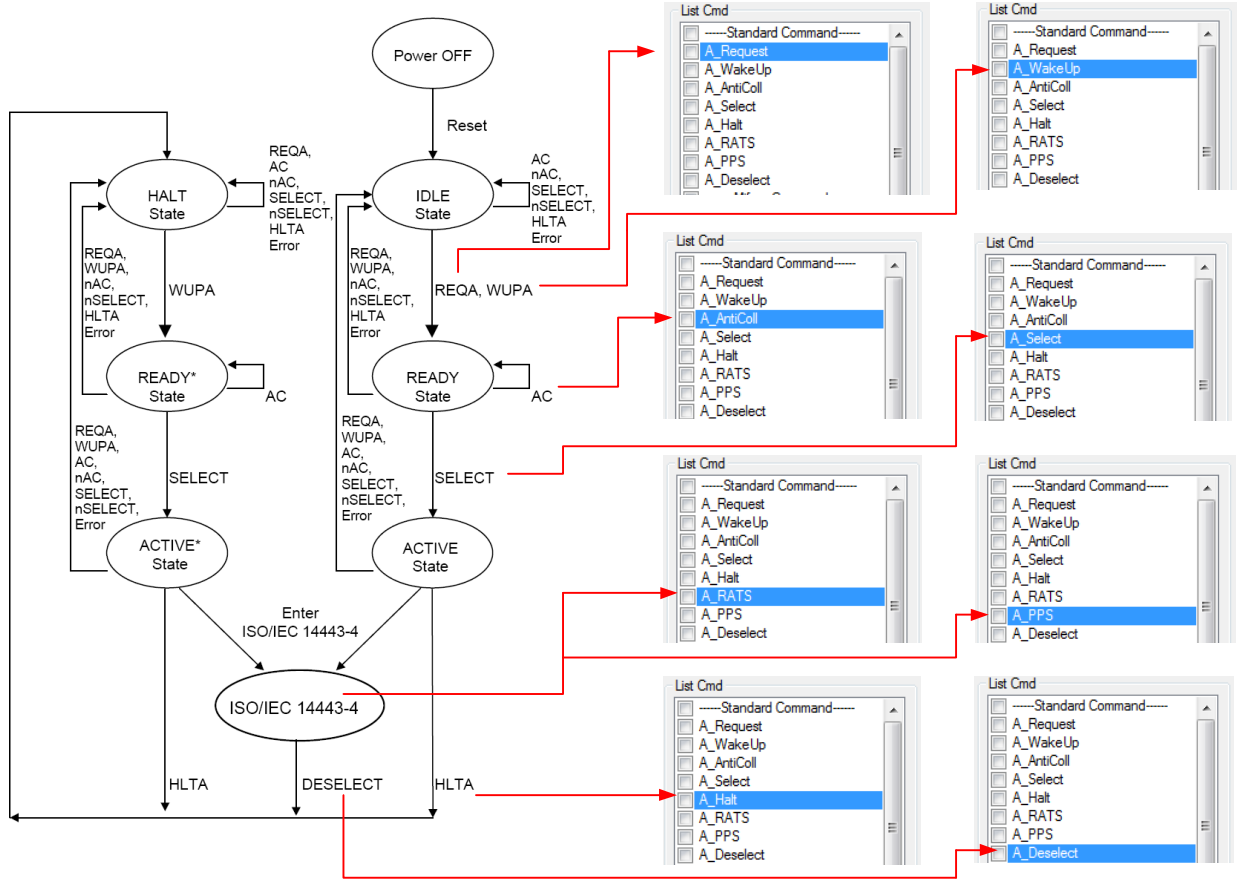 Power OFF
Reset
HALT
State
REQA,
AC
nAC,
SELECT,
nSELECT,
HLTA
Error
IDLE
State
AC
nAC,
SELECT,
nSELECT,
HLTA
Error
REQA,
WUPA,
nAC,
nSELECT,
HLTA
Error
WUPA
REQA,
WUPA,
nAC,
nSELECT,
HLTA
Error
REQA, WUPA
READY*
State
AC
READY
State
AC
REQA,
WUPA,
AC,
nAC,
SELECT,
nSELECT,
Error
SELECT
REQA,
WUPA,
AC,
nAC,
SELECT,
nSELECT,
Error
SELECT
ACTIVE*
State
ACTIVE
State
Enter
ISO/IEC 14443-4
ISO/IEC 14443-4
HLTA
DESELECT
HLTA
List Cmd
------Standard Command------
A_Request
A_WakeUp
A_AntiColl
A_Select
A_Halt
A_RATS
A_PPS
A_Deselect
List Cmd
------Standard Command------
A_Request
A_WakeUp
A_AntiColl
A_Select
A_Halt
A_RATS
A_PPS
A_Deselect
List Cmd
------Standard Command------
A_Request
A_WakeUp
A_AntiColl
A_Select
A_Halt
A_RATS
A_PPS
A_Deselect
List Cmd
------Standard Command------
A_Request
A_WakeUp
A_AntiColl
A_Select
A_Halt
A_RATS
A_PPS
A_Deselect
List Cmd
------Standard Command------
A_Request
A_WakeUp
A_AntiColl
A_Select
A_Halt
A_RATS
A_PPS
A_Deselect
List Cmd
------Standard Command------
A_Request
A_WakeUp
A_AntiColl
A_Select
A_Halt
A_RATS
A_PPS
A_Deselect
List Cmd
------Standard Command------
A_Request
A_WakeUp
A_AntiColl
A_Select
A_Halt
A_RATS
A_PPS
A_Deselect
List Cmd
------Standard Command------
A_Request
A_WakeUp
A_AntiColl
A_Select
A_Halt
A_RATS
A_PPS
A_Deselect